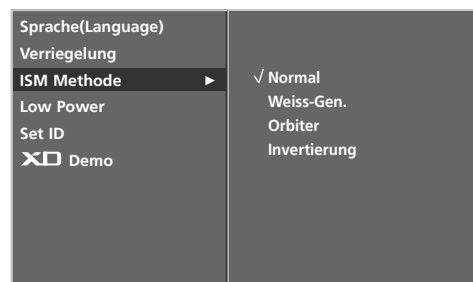 Sprache(Language)
Verriegelung
ISM Methode ►
Low Power
Set ID
XD Demo
√ Normal
Weiss-Gen.
Orbiter
Invertierung